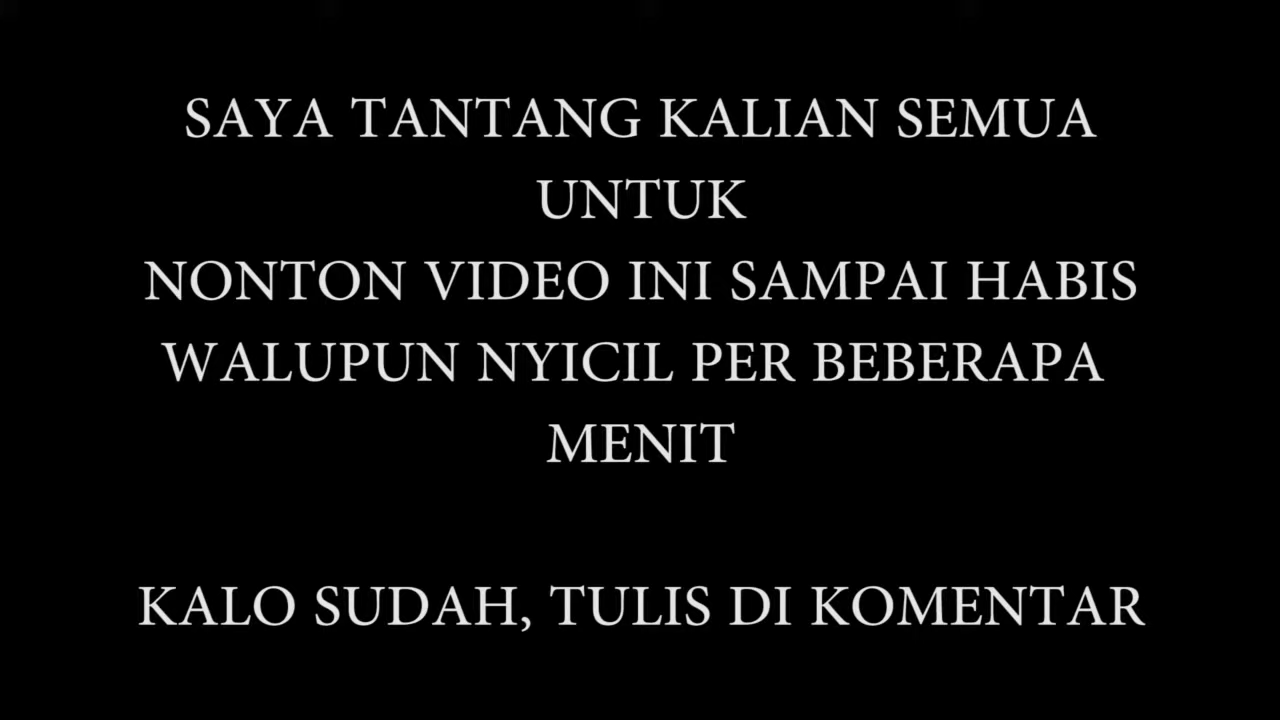 SAYA TANTANG KALIAN SEMUA
UNTUK
NONTON VIDEO INI SAMPAI HABIS
WALUPUN NYICIL PER BEBERAPA
MENIT
KALO SUDAH, TULIS DI KOMENTAR